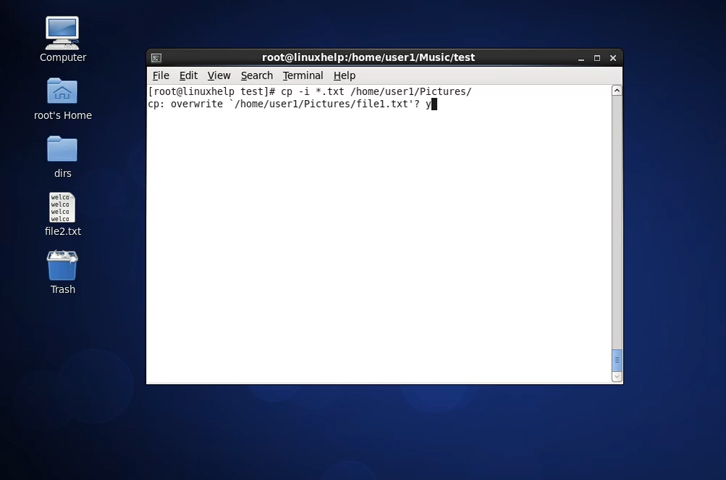 Computer
root's Home
dirs
welco
welco
welco
welco
file2.txt
Trash
root@linuxhelp:/home/user1/Music/test
File Edit View Search Terminal Help
[root@linuxhelp test]# cp -i *.txt /home/user1/Pictures/
cp: overwrite `/home/user1/Pictures/file1.txt'? y